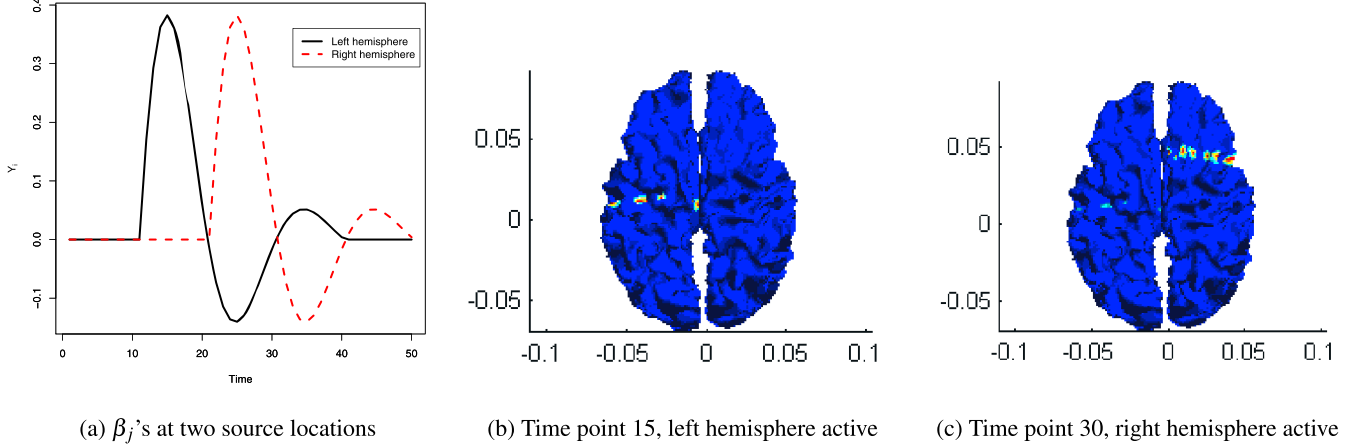 0.4
0.3
0.2
0.1
0.0
−0.1
Y_i
0 10 20 30 40 50
Time
Left hemisphere
Right hemisphere
0.05
0
-0.05
-0.1 -0.05 0 0.05 0.1
0.05
0
-0.05
-0.1 -0.05 0 0.05 0.1
(a) β_j's at two source locations
(b) Time point 15, left hemisphere active
(c) Time point 30, right hemisphere active